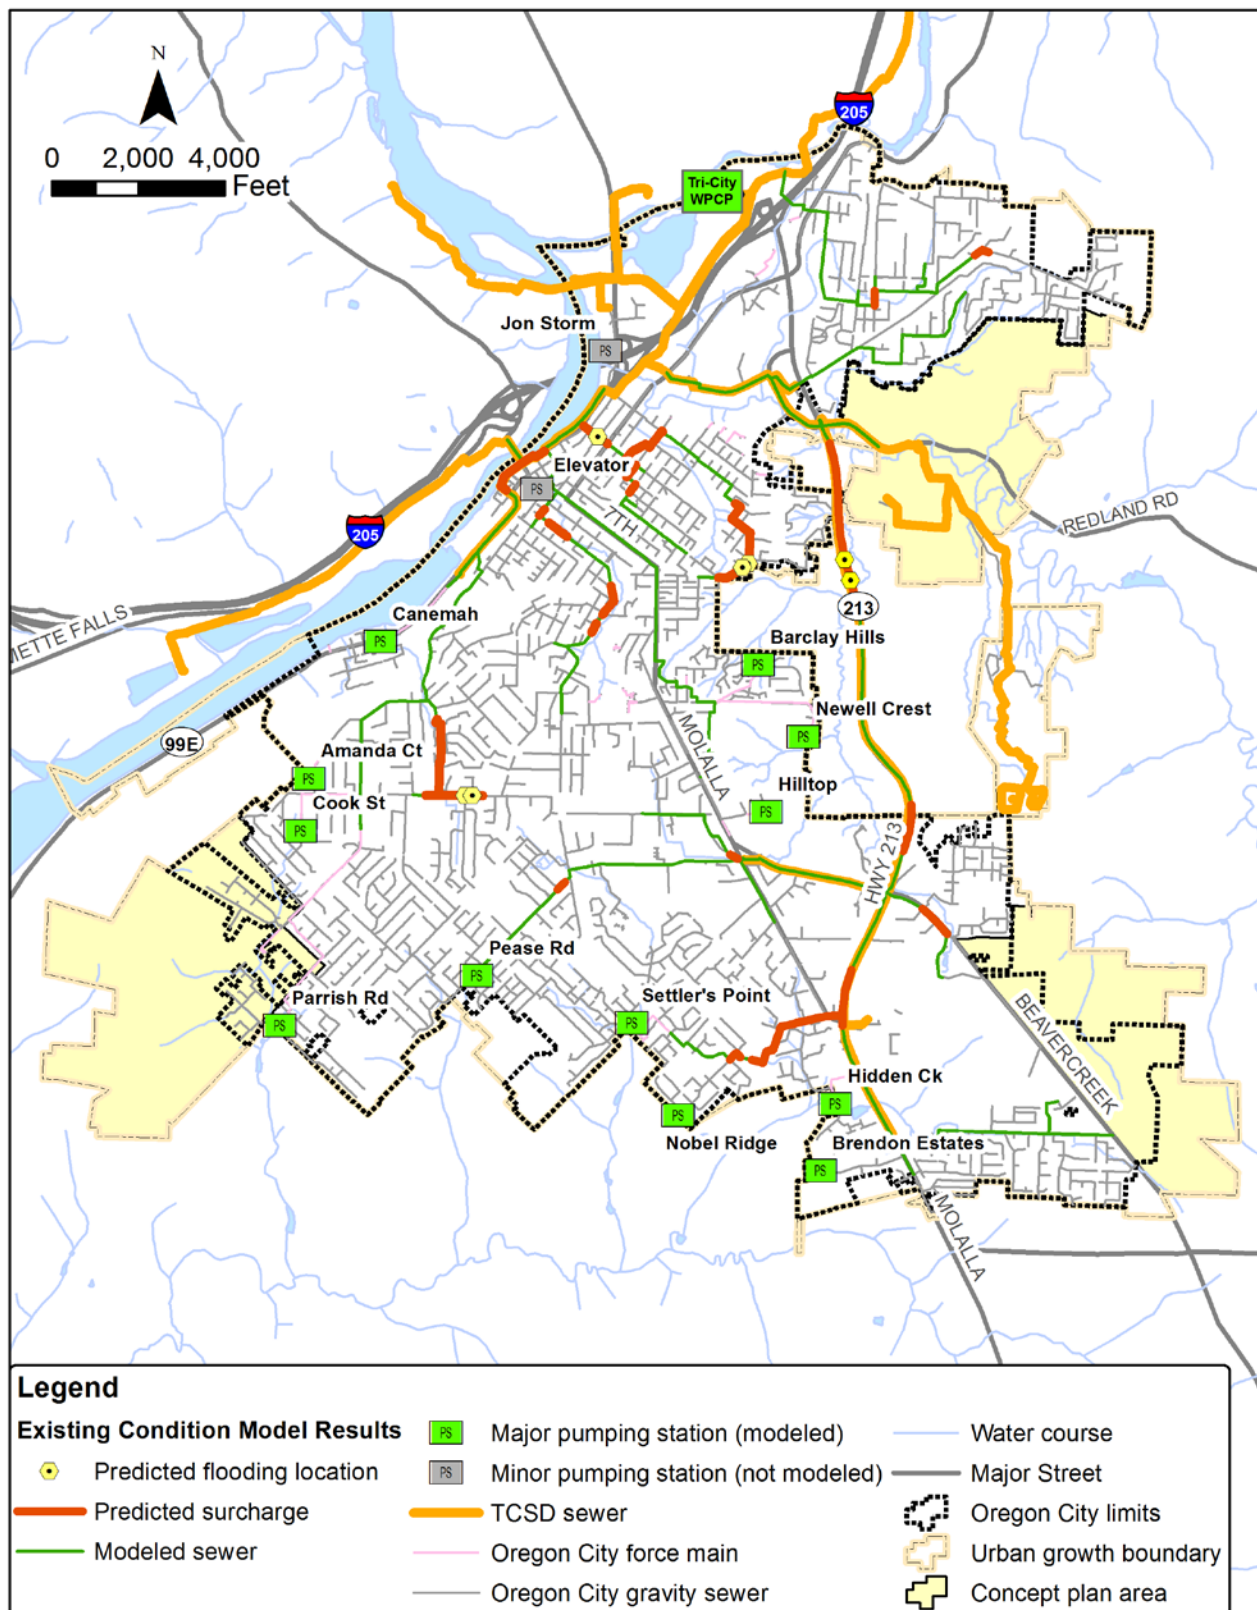 N
0 2,000 4,000
Feet
205
Tri-City
WPCP
Jon Storm
PS
Elevator
PS
7TH
REDLAND RD
205
213
METTE FALLS
Canemah
PS
Barclay Hills
PS
Newell Crest
PS
MOLALLA
99E
Amanda Ct
PS
Cook St
PS
Hilltop
PS
HWY 213
Pease Rd
PS
Parrish Rd
PS
Settler's Point
PS
BEAVERCREEK
Hidden Ck
PS
Nobel Ridge
PS
Brendon Estates
PS
MOLALLA
Legend
Existing Condition Model Results
Predicted flooding location
Predicted surcharge
Modeled sewer
PS Major pumping station (modeled)
PS Minor pumping station (not modeled)
TCSD sewer
Oregon City force main
Oregon City gravity sewer
Water course
Major Street
Oregon City limits
Urban growth boundary
Concept plan area